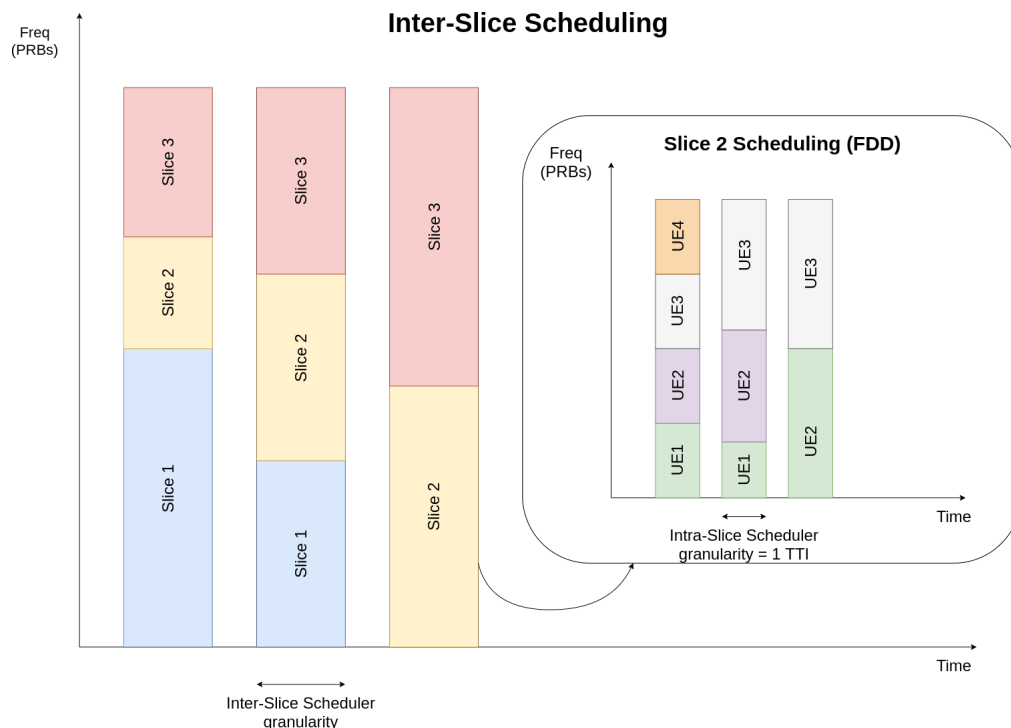 Inter-Slice Scheduling
Freq
(PRBs)
Slice 3
Slice 2
Slice 1
Slice 3
Slice 2
Slice 1
Slice 3
Slice 2
Time
Inter-Slice Scheduler
granularity
Slice 2 Scheduling (FDD)
Freq
(PRBs)
UE4
UE3
UE2
UE1
UE3
UE2
UE1
UE3
UE2
Time
Intra-Slice Scheduler
granularity = 1 TTI